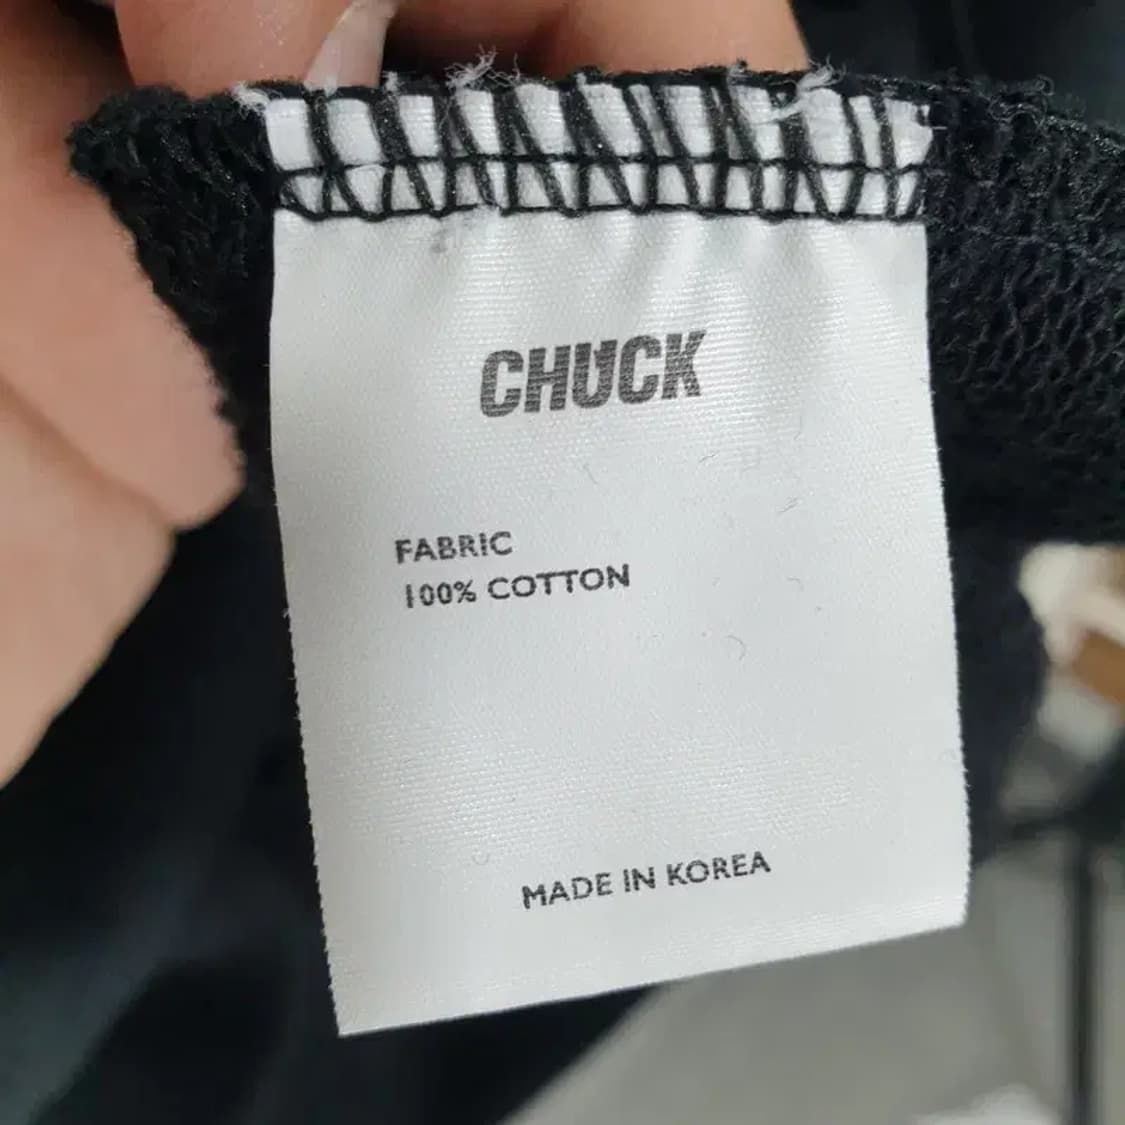 CHUCK
FABRIC
100% COTTON
MADE IN KOREA